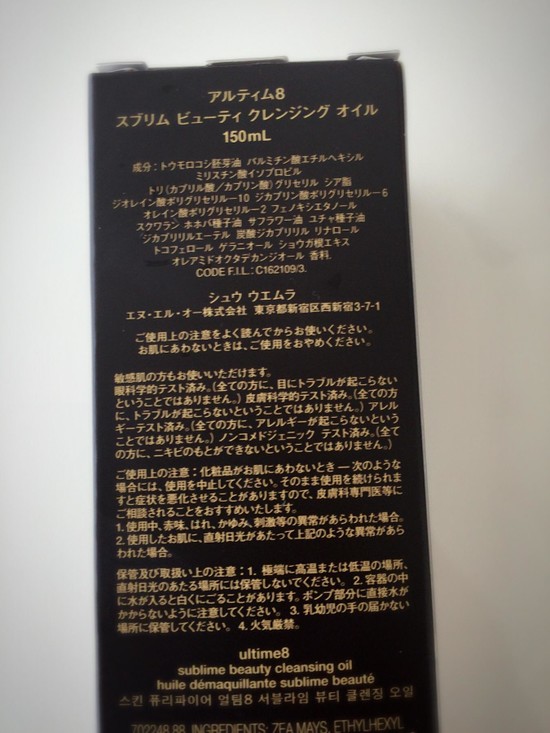 アルティム8
スブリム ビューティ クレンジング オイル
150mL
成分：トウモロコシ胚芽油 パルミチン酸エチルヘキシル
ミリスチン酸イソプロピル
トリ(カプリル酸／カプリン酸)グリセリル シア脂
ジオレイン酸ポリグリセリル－10 ジカプリン酸ポリグリセリル－6
オレイン酸ポリグリセリル－2 フェノキシエタノール
スクワラン ホホバ種子油 サフラワー油 ユチャ種子油
ジカプリリルエーテル 炭酸ジカプリリル リナロール
トコフェロール ゲラニオール ショウガ根エキス
オレアミドオクタデカンジオール 香料.
CODE F.I.L.: C162109/3.
シュウ ウエムラ
エヌ･エル･オー株式会社 東京都新宿区西新宿3-7-1
ご使用上の注意をよく読んでからお使いください。
お肌にあわないときは、ご使用をおやめください。
敏感肌の方もお使いいただけます。
眼科学的テスト済み。(全ての方に、目にトラブルが起こらない
ということではありません。) 皮膚科学的テスト済み。(全ての方
に、トラブルが起こらないということではありません。) アレル
ギーテスト済み。(全ての方に、アレルギーが起こらないという
ことではありません。) ノンコメドジェニック テスト済み。(全て
の方に、ニキビのもとができないということではありません。)
ご使用上の注意：化粧品がお肌にあわないとき ― 次のような
場合には、使用を中止してください。そのまま使用を続けられま
すと症状を悪化させることがありますので、皮膚科専門医等に
ご相談されることをおすすめいたします。
1. 使用中、赤味、はれ、かゆみ、刺激等の異常があらわれた場合。
2. 使用したお肌に、直射日光があたって上記のような異常があら
われた場合。
保管及び取扱い上の注意：1. 極端に高温または低温の場所、
直射日光のあたる場所には保管しないでください。 2. 容器の中
に水が入ると白くにごることがあります。ポンプ部分に直接水が
かからないように注意してください。 3. 乳幼児の手の届かない
場所に保管してください。 4. 火気厳禁。
ultime8
sublime beauty cleansing oil
huile démaquillante sublime beauté
스킨 퓨리파이어 얼팀8 서브라임 뷰티 클렌징 오일
702248 88 INGREDIENTS: ZEA MAYS, ETHYLHEXYL